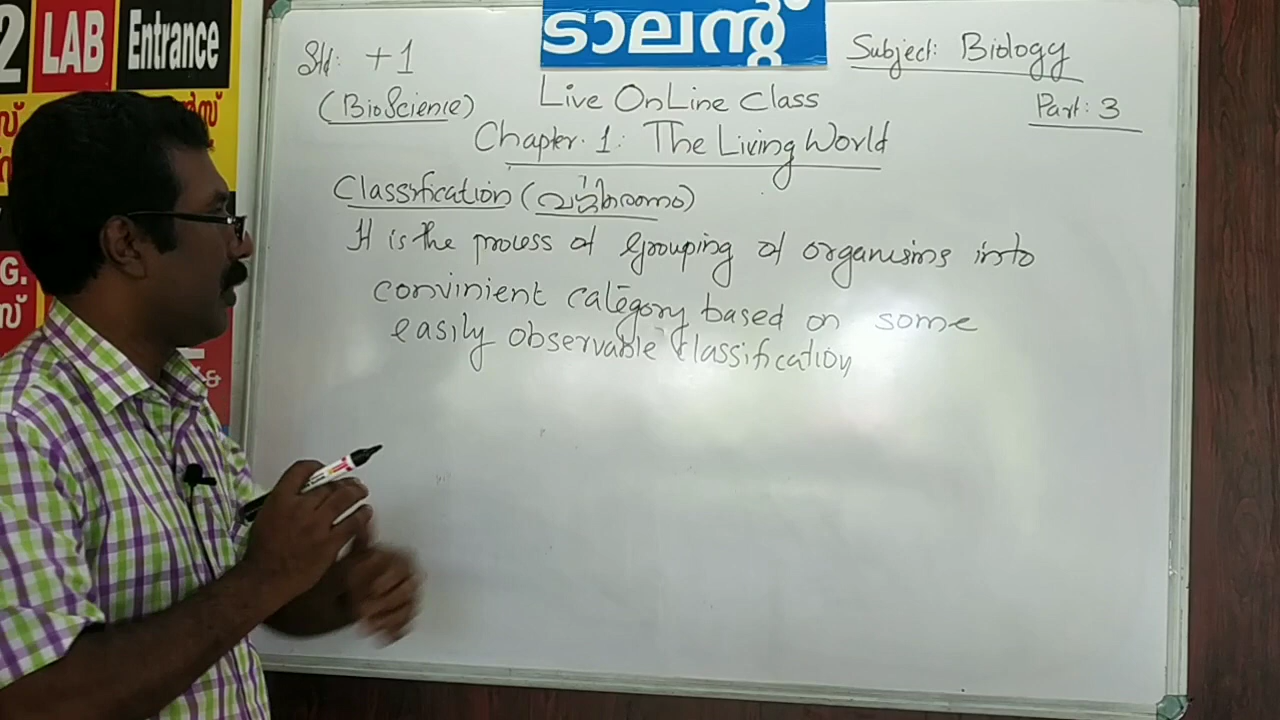 2 LAB Entrance
ടാലന്റ്
Std: +1
Subject: Biology
(BioScience)
Live OnLine Class
Part: 3
Chapter. 1: The Living World
Classification (വർഗ്ഗീകരണം)
It is the process of grouping of organisms into
convinient category based on some
easily observable classification
G.